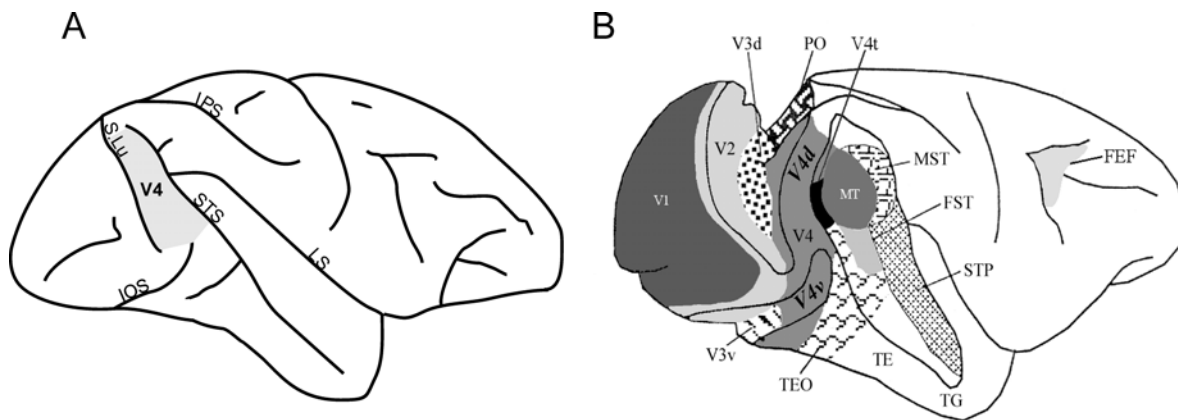 A
IPS
S.Lu
V4
STS
LS
IOS
B
V3d
PO
V4t
V2
V4d
MST
FEF
V1
MT
FST
V4
STP
V4v
V3v
TEO
TE
TG